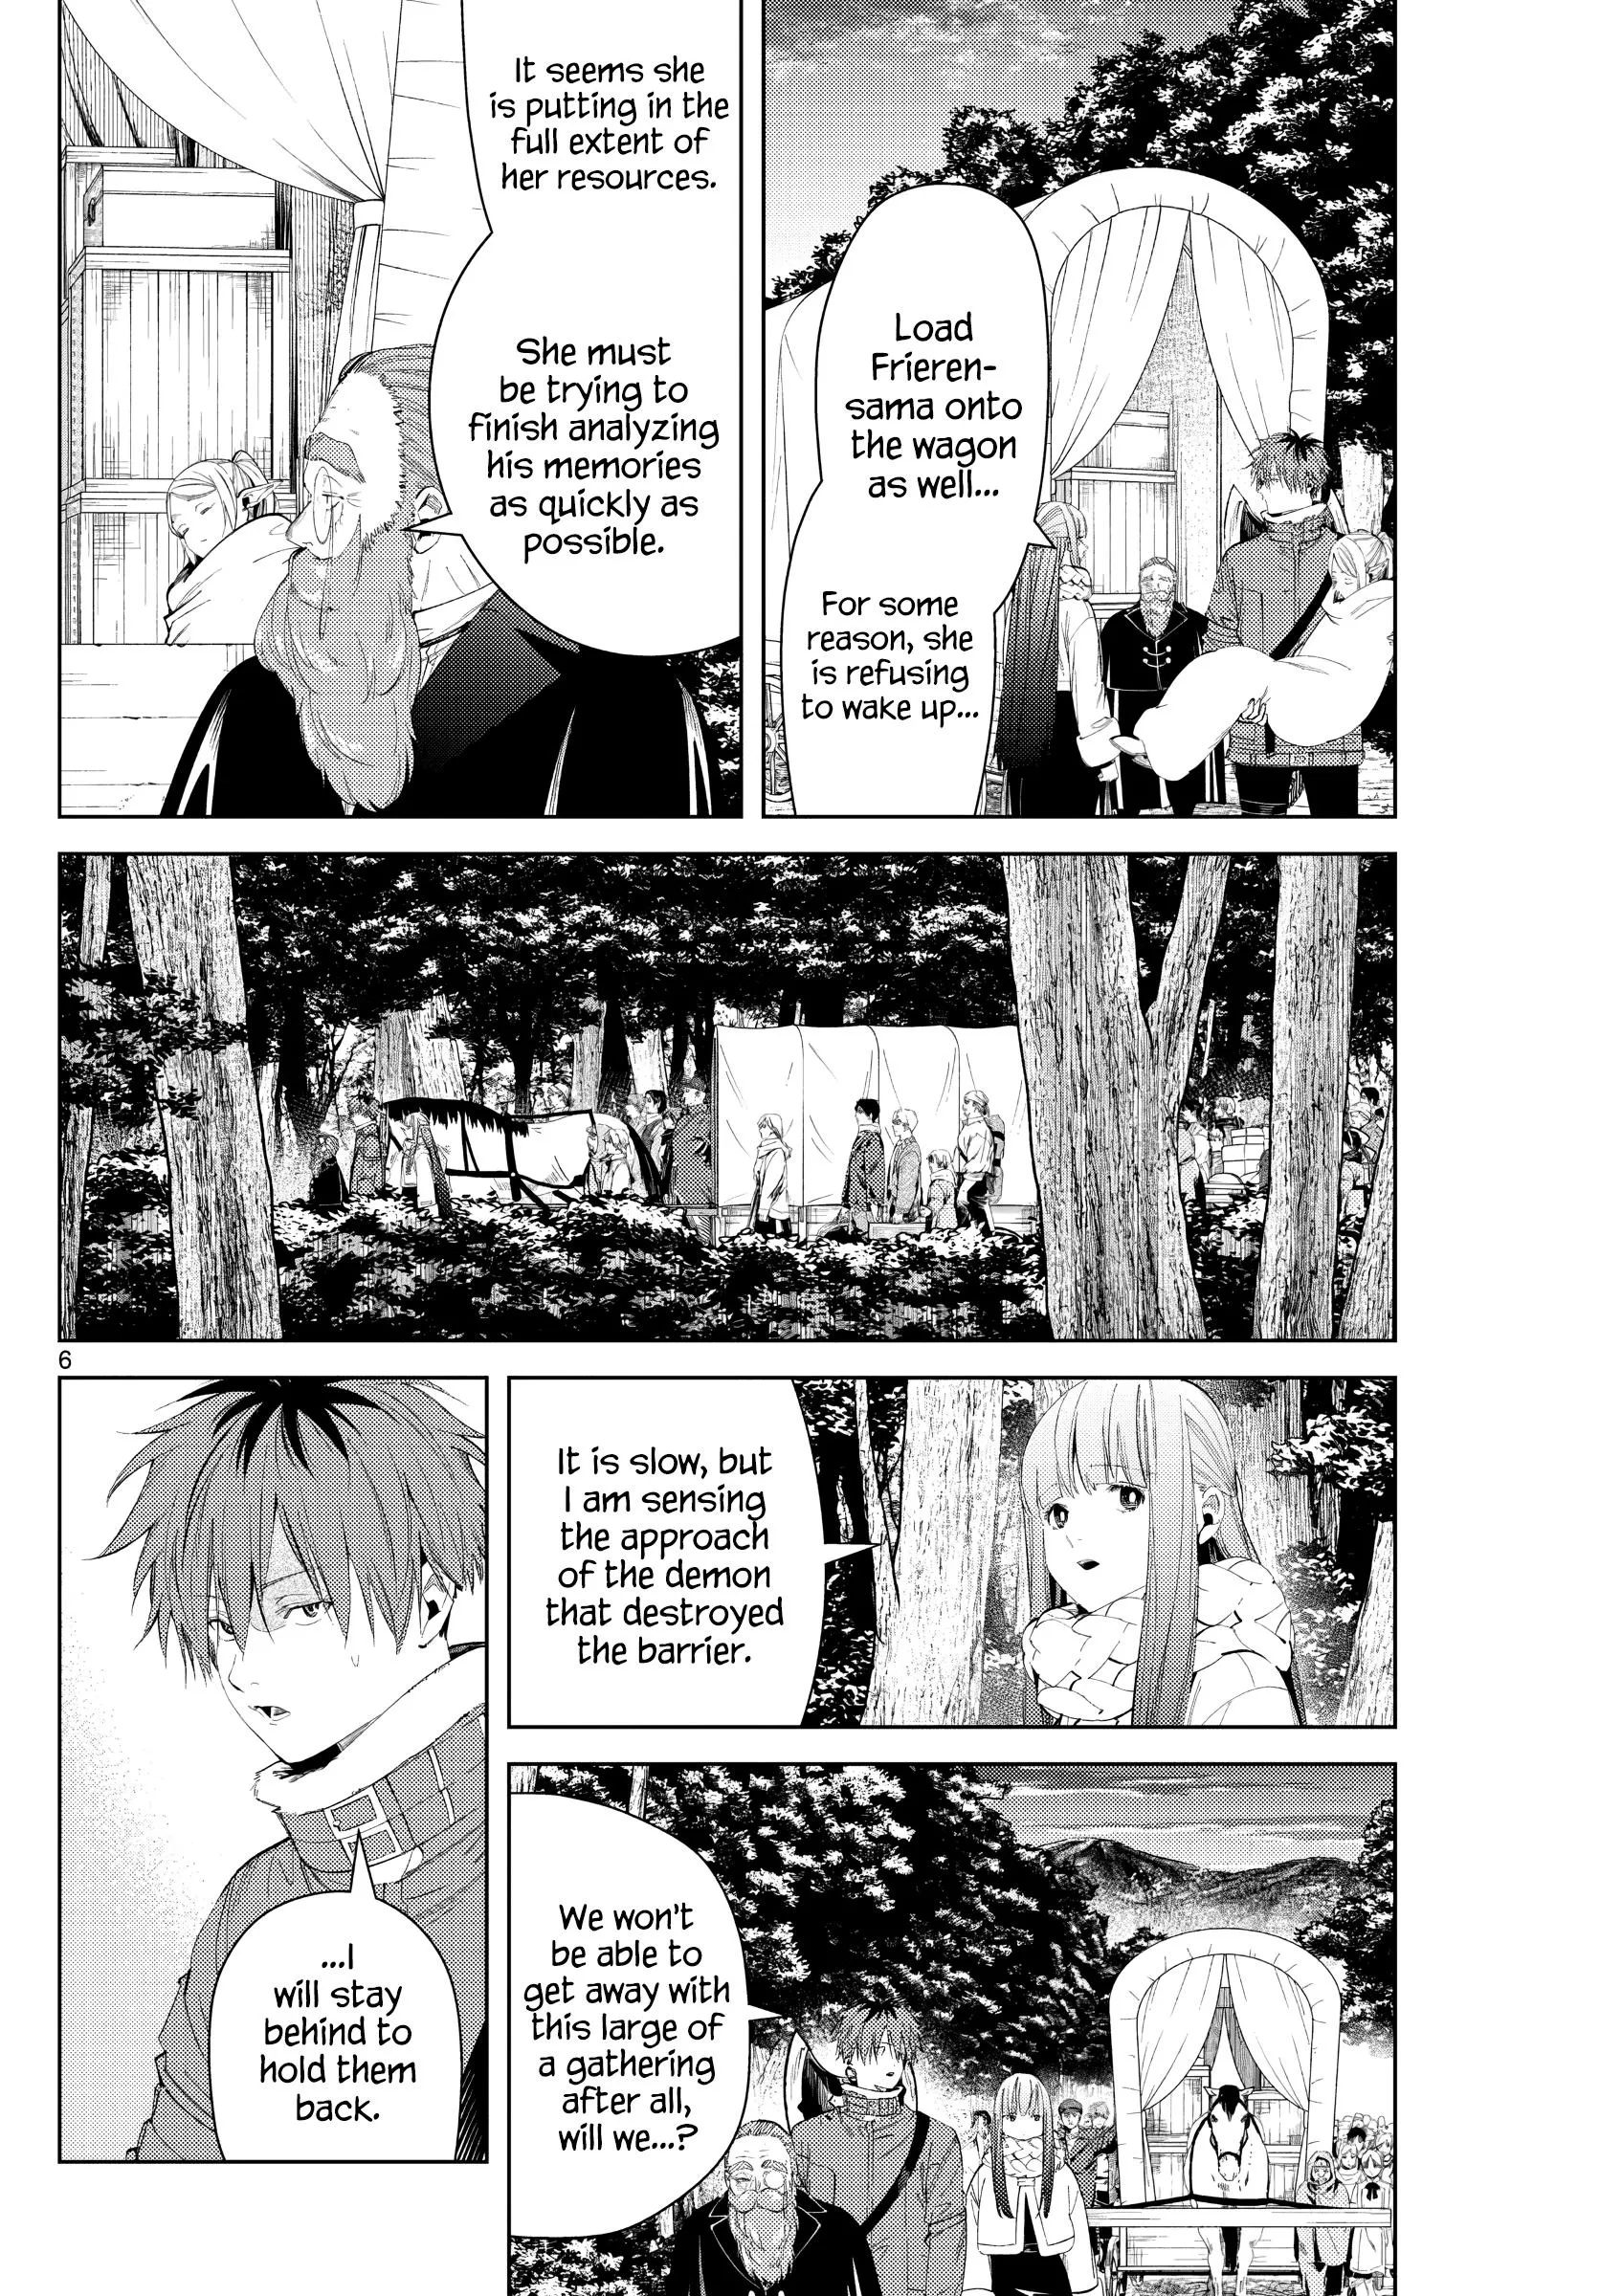 Load
Frieren-
sama onto
the wagon
as well...
For some
reason, she
is refusing
to wake up...
It seems she
is putting in the
full extent of
her resources.
She must
be trying to
finish analyzing
his memories
as quickly as
possible.
6
It is slow, but
I am sensing
the approach
of the demon
that destroyed
the barrier.
We won't
be able to
get away with
this large of
a gathering
after all,
will we...?
...I
will stay
behind to
hold them
back.